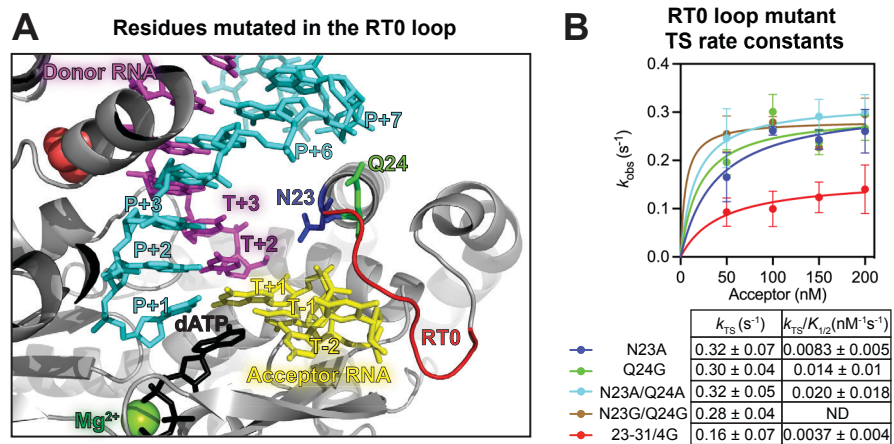 A
Residues mutated in the RT0 loop
Donor RNA
P+7
P+6
Q24
N23
P+3
T+3
P+2
T+2
P+1
T+1
dATP
T-1
RT0
T-2
Acceptor RNA
Mg²⁺
B
RT0 loop mutant
TS rate constants
0.4
0.3
0.2
0.1
0.0
k_obs (s⁻¹)
0 50 100 150 200
Acceptor (nM)
k_TS (s⁻¹) k_TS/K_1/2(nM⁻¹s⁻¹)
N23A 0.32 ± 0.07 0.0083 ± 0.005
Q24G 0.30 ± 0.04 0.014 ± 0.01
N23A/Q24A 0.32 ± 0.05 0.020 ± 0.018
N23G/Q24G 0.28 ± 0.04 ND
23-31/4G 0.16 ± 0.07 0.0037 ± 0.004